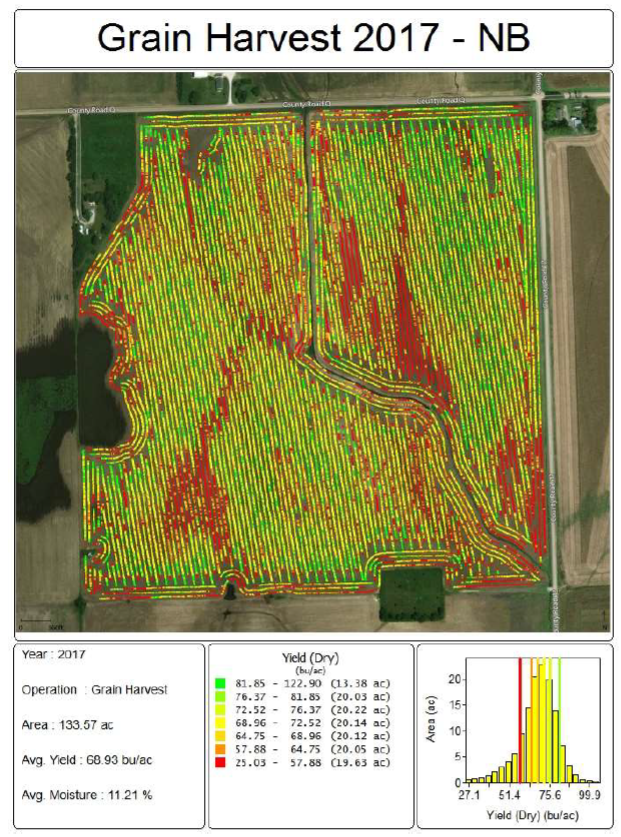 Grain Harvest 2017 - NB
County Road Q
County Road Q
County Road Q
Year : 2017
Operation : Grain Harvest
Area : 133.57 ac
Avg. Yield : 68.93 bu/ac
Avg. Moisture : 11.21 %
Yield (Dry)
(bu/ac)
81.85 - 122.90 (13.38 ac)
76.37 - 81.85 (20.03 ac)
72.52 - 76.37 (20.22 ac)
68.96 - 72.52 (20.14 ac)
64.75 - 68.96 (20.12 ac)
57.88 - 64.75 (20.05 ac)
25.03 - 57.88 (19.63 ac)
Area (ac)
20
15
10
5
0
27.1 51.4 75.6 99.9
Yield (Dry) (bu/ac)